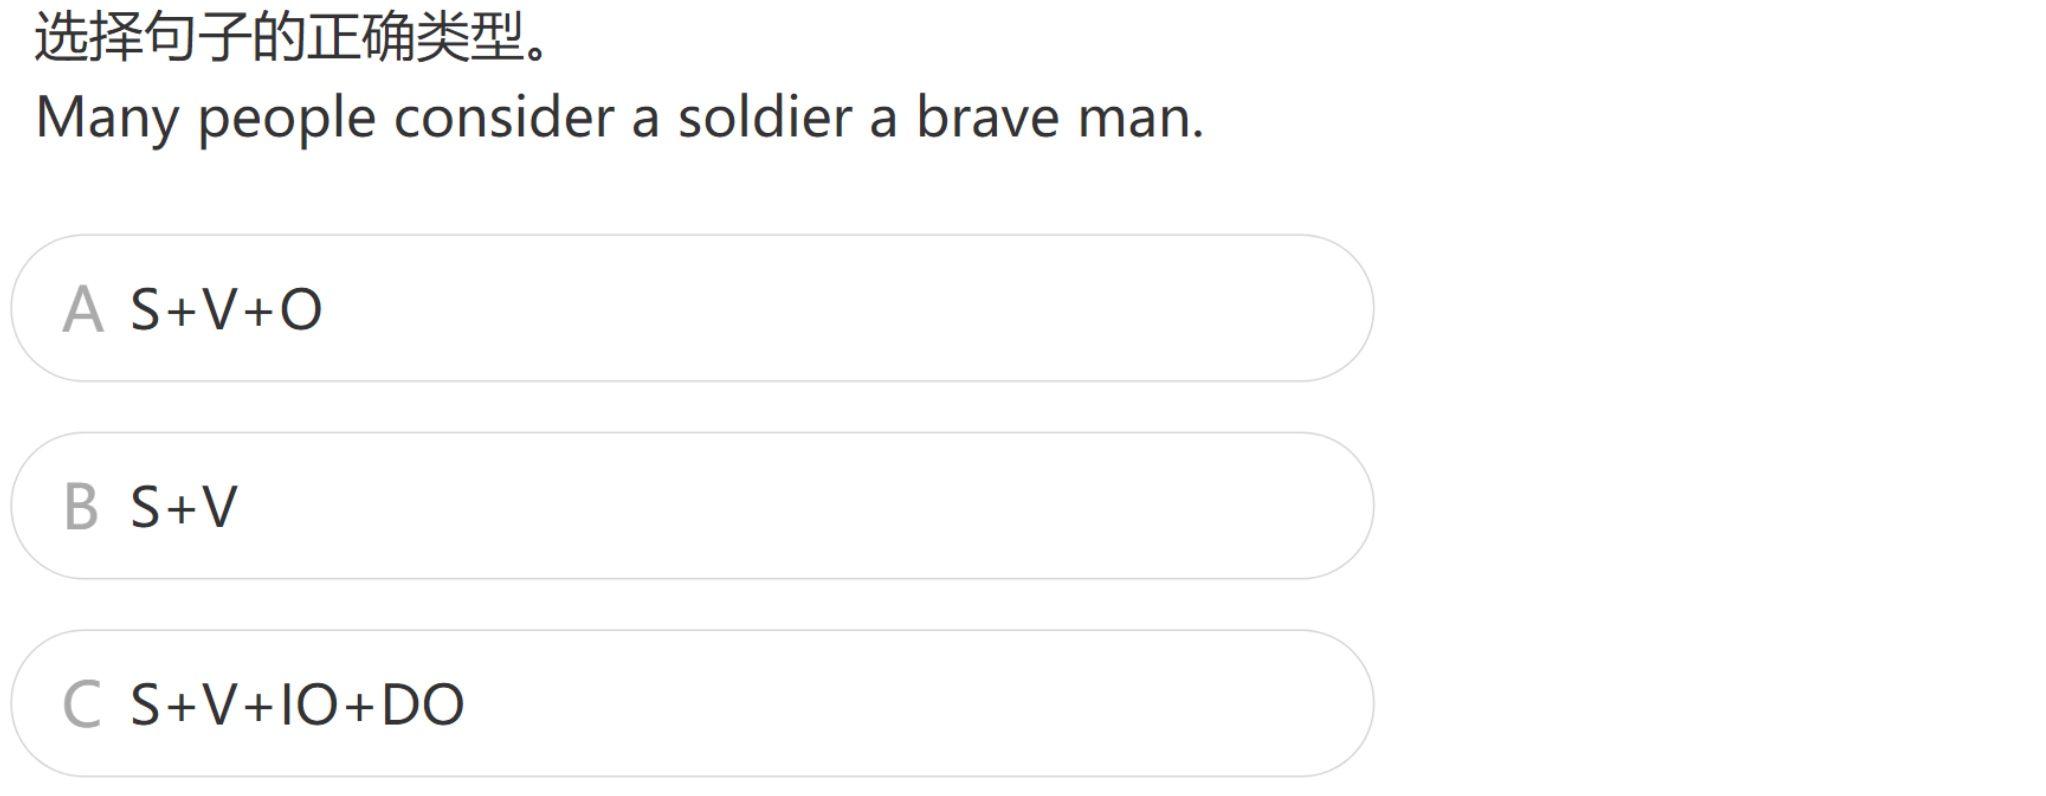 选择句子的正确类型。
Many people consider a soldier a brave man.
A S+V+O
B S+V
C S+V+IO+DO